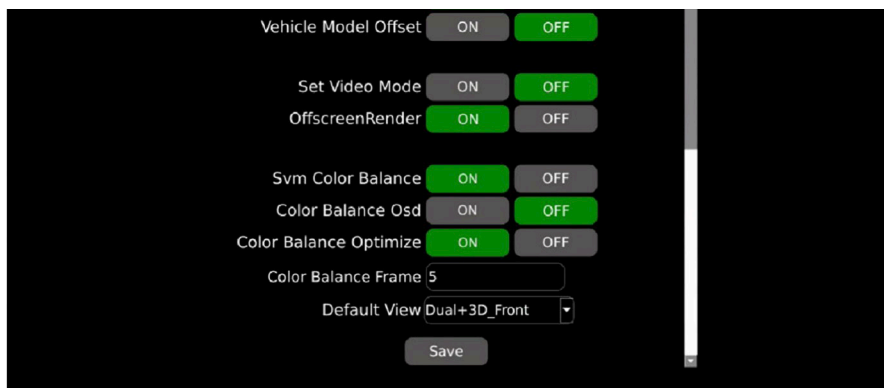 Vehicle Model Offset ON OFF
Set Video Mode ON OFF
OffscreenRender ON OFF
Svm Color Balance ON OFF
Color Balance Osd ON OFF
Color Balance Optimize ON OFF
Color Balance Frame 5
Default View Dual+3D_Front
Save